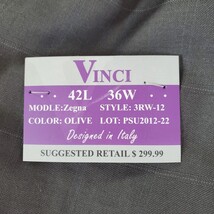 VINCI
42L 36W
MODLE:Zegna STYLE: 3RW-12
COLOR: OLIVE LOT: PSU2012-22
Designed in Italy
SUGGESTED RETAIL $ 299.99